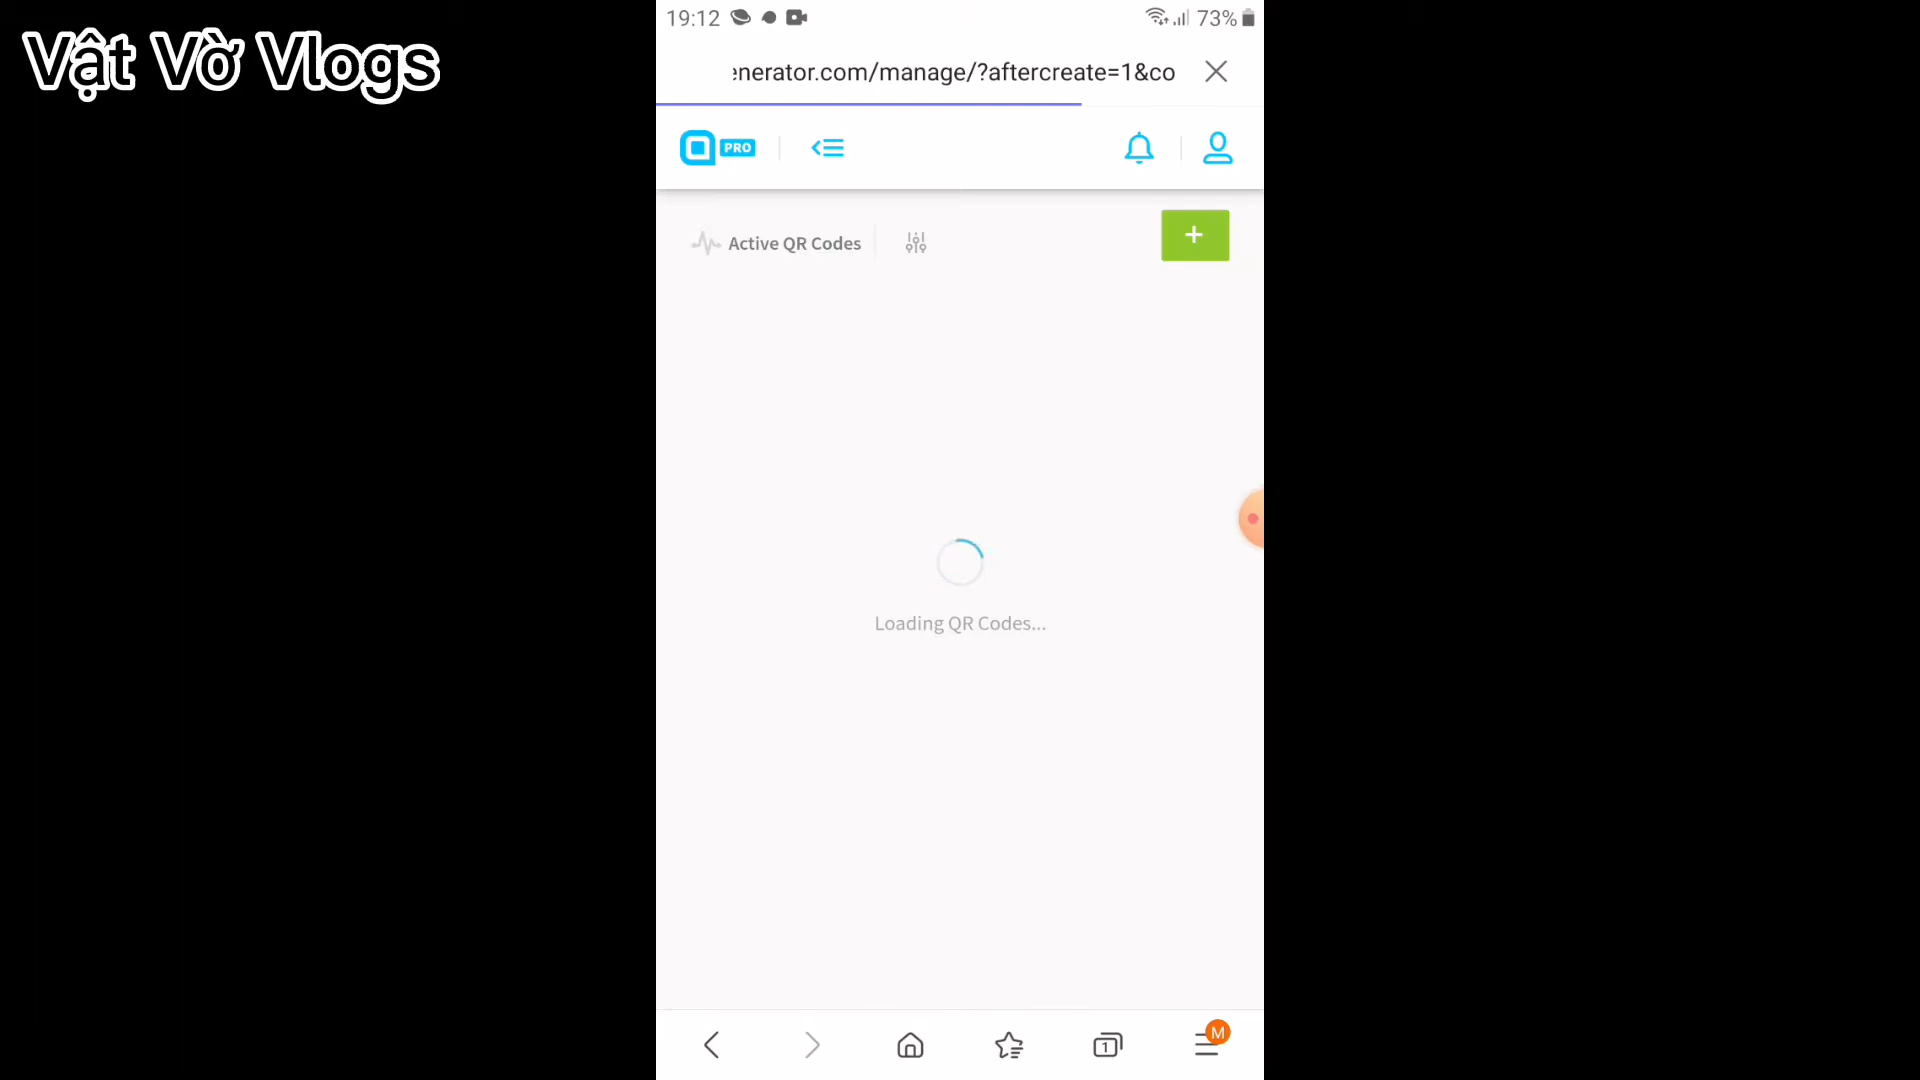 Vật Vờ Vlogs
19:12
73%
enerator.com/manage/?aftercreate=1&co
PRO
Active QR Codes
+
Loading QR Codes...
1
M